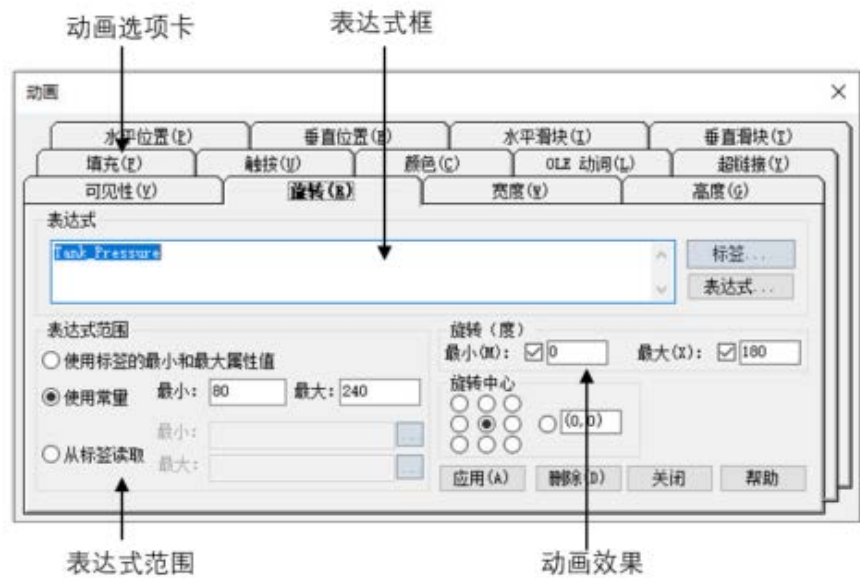 动画选项卡 表达式框
动画
水平位置(P) 垂直位置(E) 水平滑块(I) 垂直滑块(T)
填充(F) 触按(U) 颜色(C) OLE 动词(L) 超链接(Y)
可见性(V) 旋转(R) 宽度(W) 高度(G)
表达式
Tank_Pressure
标签...
表达式...
表达式范围 旋转（度）
使用标签的最小和最大属性值 最小(M): 0 最大(X): 180
使用常量 最小: 80 最大: 240 旋转中心
(0,0)
从标签读取 最小:
最大:
应用(A) 删除(D) 关闭 帮助
表达式范围 动画效果